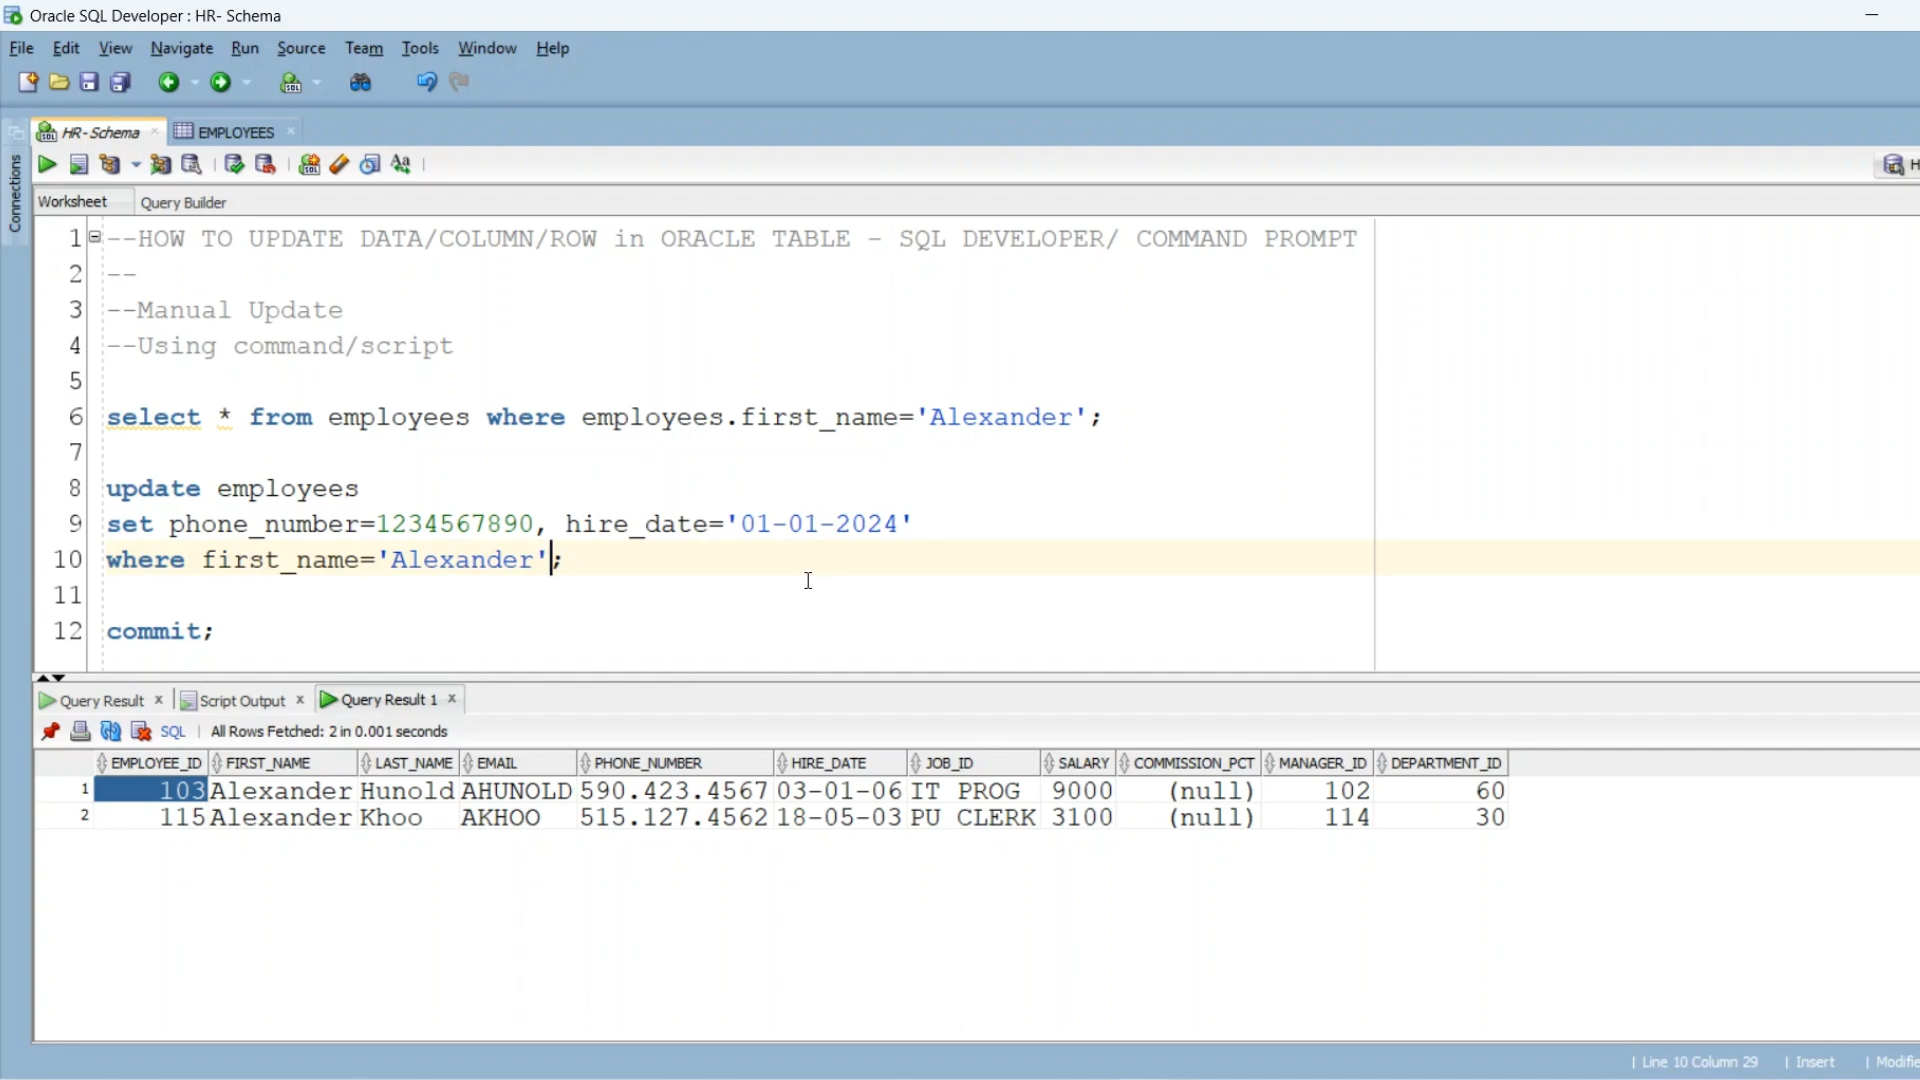 Oracle SQL Developer : HR- Schema
File Edit View Navigate Run Source Team Tools Window Help
HR-Schema EMPLOYEES
Connections
Worksheet Query Builder
1 --HOW TO UPDATE DATA/COLUMN/ROW in ORACLE TABLE - SQL DEVELOPER/ COMMAND PROMPT
2 --
3 --Manual Update
4 --Using command/script
5
6 select * from employees where employees.first_name='Alexander';
7
8 update employees
9 set phone_number=1234567890, hire_date='01-01-2024'
10 where first_name='Alexander';
11
12 commit;
Query Result Script Output Query Result 1
SQL | All Rows Fetched: 2 in 0.001 seconds
EMPLOYEE_ID FIRST_NAME LAST_NAME EMAIL PHONE_NUMBER HIRE_DATE JOB_ID SALARY COMMISSION_PCT MANAGER_ID DEPARTMENT_ID
1 103 Alexander Hunold AHUNOLD 590.423.4567 03-01-06 IT_PROG 9000 (null) 102 60
2 115 Alexander Khoo AKHOO 515.127.4562 18-05-03 PU_CLERK 3100 (null) 114 30
| Line 10 Column 29 | Insert | Modifie